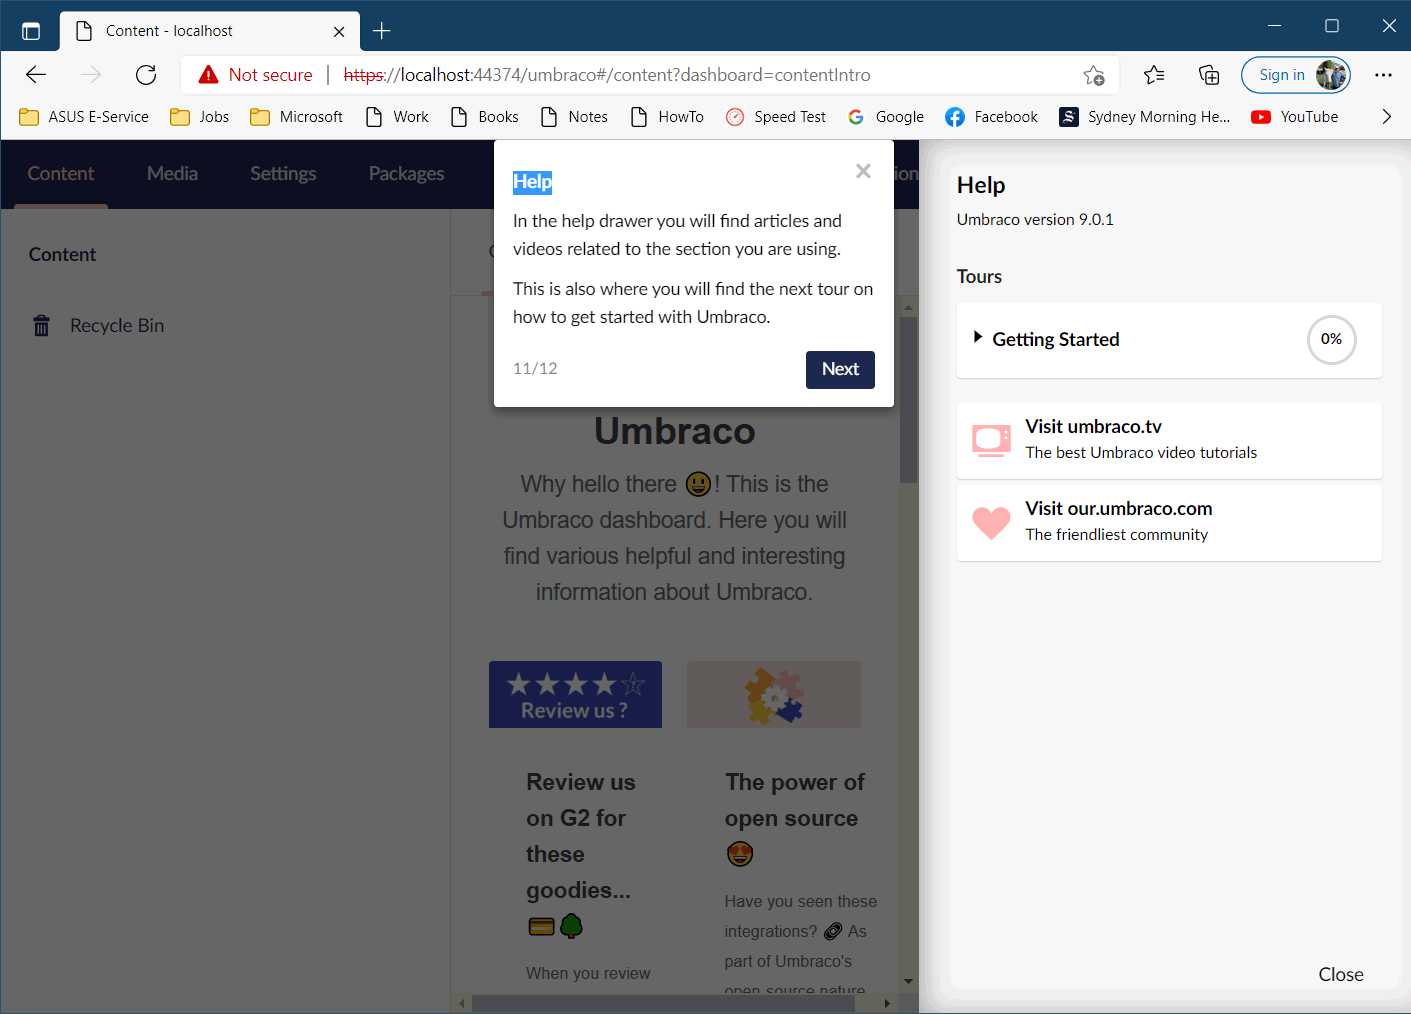 Content - localhost
Not secure | https://localhost:44374/umbraco#/content?dashboard=contentIntro
Sign in
ASUS E-Service Jobs Microsoft Work Books Notes HowTo Speed Test Google Facebook Sydney Morning He... YouTube
Content Media Settings Packages
Content
Recycle Bin
Help
In the help drawer you will find articles and
videos related to the section you are using.
This is also where you will find the next tour on
how to get started with Umbraco.
11/12
Next
Umbraco
Why hello there 😃! This is the
Umbraco dashboard. Here you will
find various helpful and interesting
information about Umbraco.
Review us ?
Review us
on G2 for
these
goodies...
💳🌳
When you review
The power of
open source
😍
Have you seen these
integrations? 🔗 As
part of Umbraco's
open source nature
Help
Umbraco version 9.0.1
Tours
Getting Started
0%
Visit umbraco.tv
The best Umbraco video tutorials
Visit our.umbraco.com
The friendliest community
Close